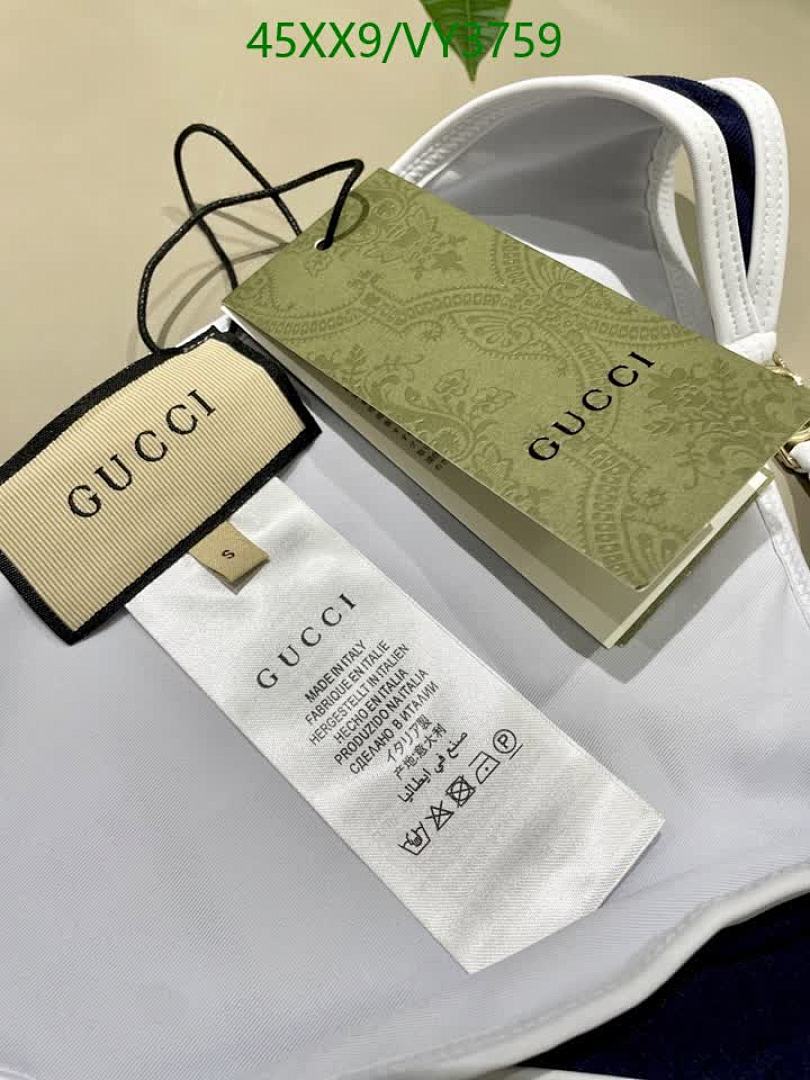 45XX9/VY3759
GUCCI
GUCCI
S
GUCCI
MADE IN ITALY
FABRIQUE EN ITALIE
HERGESTELLT IN ITALIEN
HECHO EN ITALIA
PRODUZIDO NA ITALIA
СДЕЛАНО В ИТАЛИИ
イタリア製
产地:意大利
صنع في ايطاليا
P